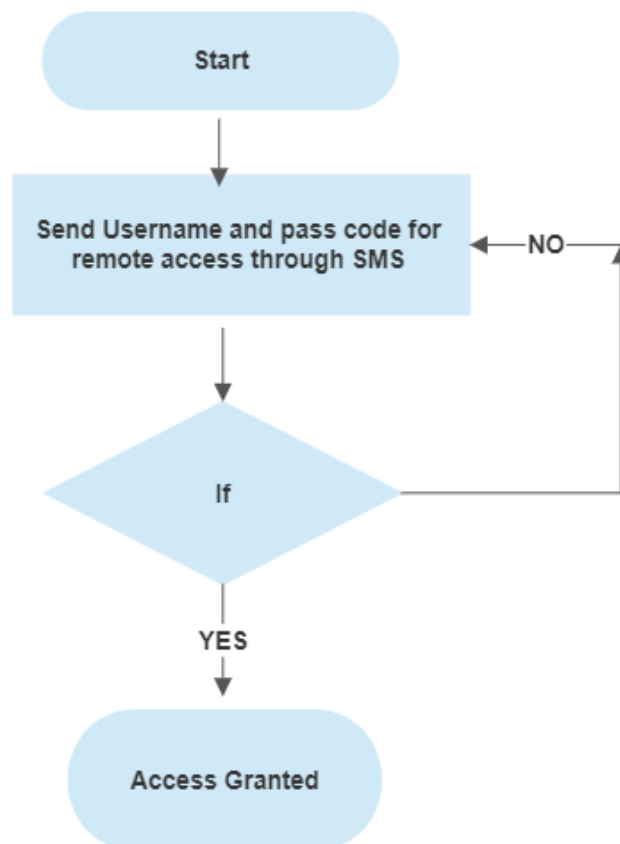 Start
Send Username and pass code for
remote access through SMS
NO
If
YES
Access Granted